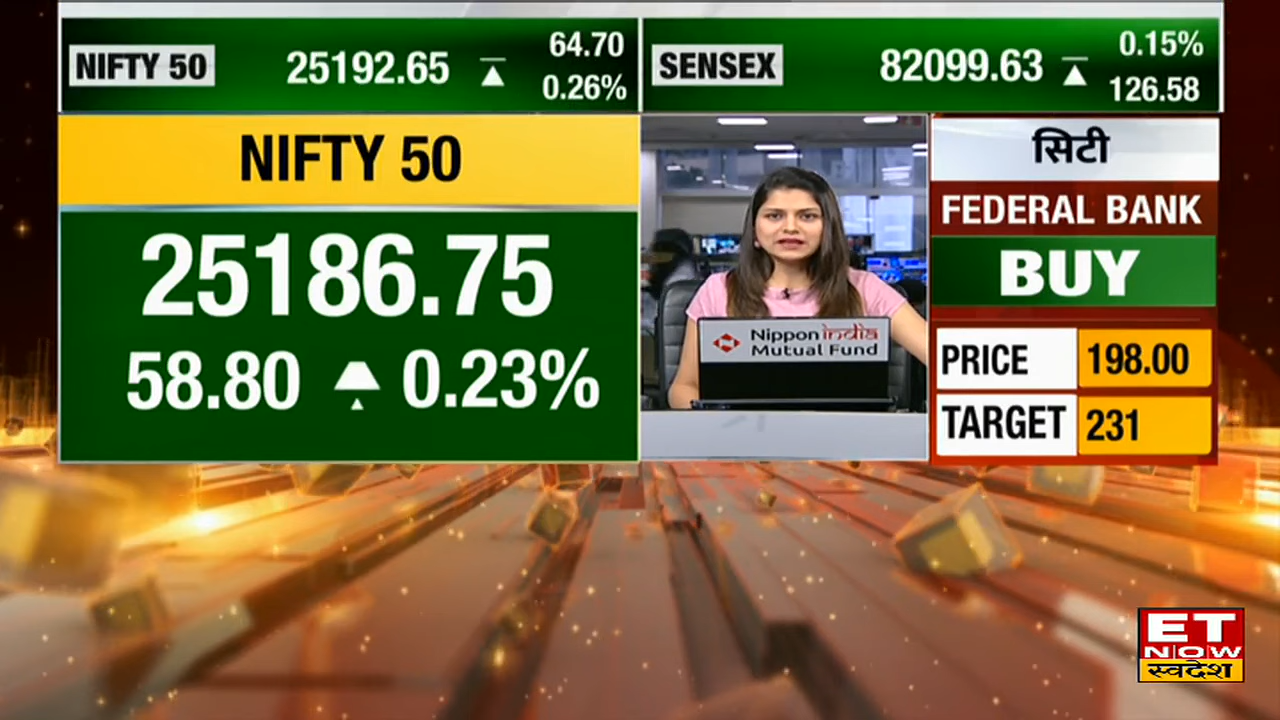 NIFTY 50
25192.65
64.70
0.26%
SENSEX
82099.63
0.15%
126.58
NIFTY 50
25186.75
58.80
0.23%
Nippon india
Mutual Fund
सिटी
FEDERAL BANK
BUY
PRICE 198.00
TARGET 231
ET
NOW
स्वदेश